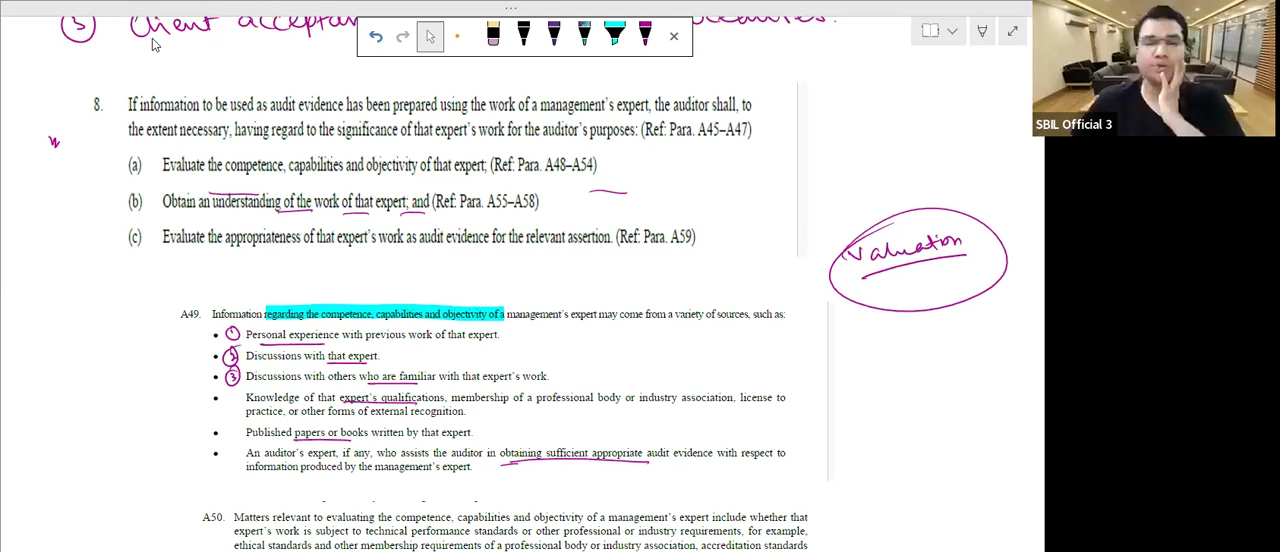 ③ Client
SBIL Official 3
8. If information to be used as audit evidence has been prepared using the work of a management's expert, the auditor shall, to
the extent necessary, having regard to the significance of that expert's work for the auditor's purposes: (Ref: Para. A45–A47)
(a) Evaluate the competence, capabilities and objectivity of that expert; (Ref: Para. A48–A54)
(b) Obtain an understanding of the work of that expert; and (Ref: Para. A55–A58)
(c) Evaluate the appropriateness of that expert's work as audit evidence for the relevant assertion. (Ref: Para. A59)
Valuation
A49. Information regarding the competence, capabilities and objectivity of a management's expert may come from a variety of sources, such as:
• ① Personal experience with previous work of that expert.
• ② Discussions with that expert.
• ③ Discussions with others who are familiar with that expert's work.
• Knowledge of that expert's qualifications, membership of a professional body or industry association, license to
practice, or other forms of external recognition.
• Published papers or books written by that expert.
• An auditor's expert, if any, who assists the auditor in obtaining sufficient appropriate audit evidence with respect to
information produced by the management's expert.
A50. Matters relevant to evaluating the competence, capabilities and objectivity of a management's expert include whether that
expert's work is subject to technical performance standards or other professional or industry requirements, for example,
ethical standards and other membership requirements of a professional body or industry association, accreditation standards